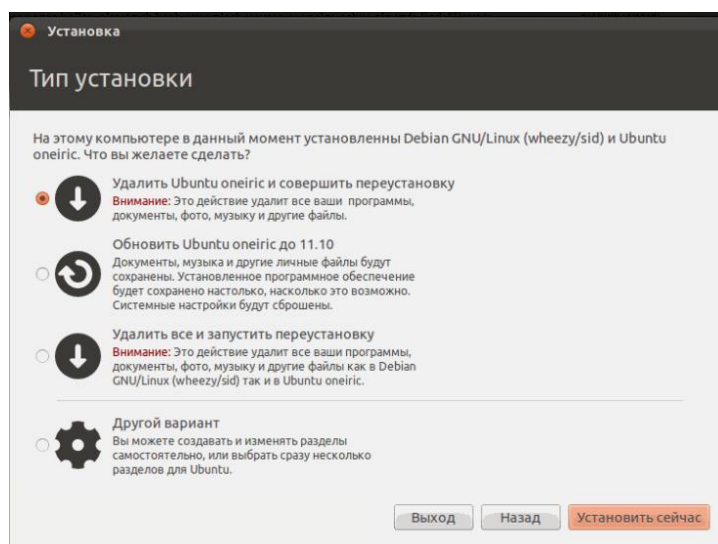 Установка
Тип установки
На этому компьютере в данный момент установленны Debian GNU/Linux (wheezy/sid) и Ubuntu
oneiric. Что вы желаете сделать?
Удалить Ubuntu oneiric и совершить переустановку
Внимание: Это действие удалит все ваши программы,
документы, фото, музыку и другие файлы.
Обновить Ubuntu oneiric до 11.10
Документы, музыка и другие личные файлы будут
сохранены. Установленное программное обеспечение
будет сохранено настолько, насколько это возможно.
Системные настройки будут сброшены.
Удалить все и запустить переустановку
Внимание: Это действие удалит все ваши программы,
документы, фото, музыку и другие файлы как в Debian
GNU/Linux (wheezy/sid) так и в Ubuntu oneiric.
Другой вариант
Вы можете создавать и изменять разделы
самостоятельно, или выбрать сразу несколько
разделов для Ubuntu.
Выход Назад Установить сейчас